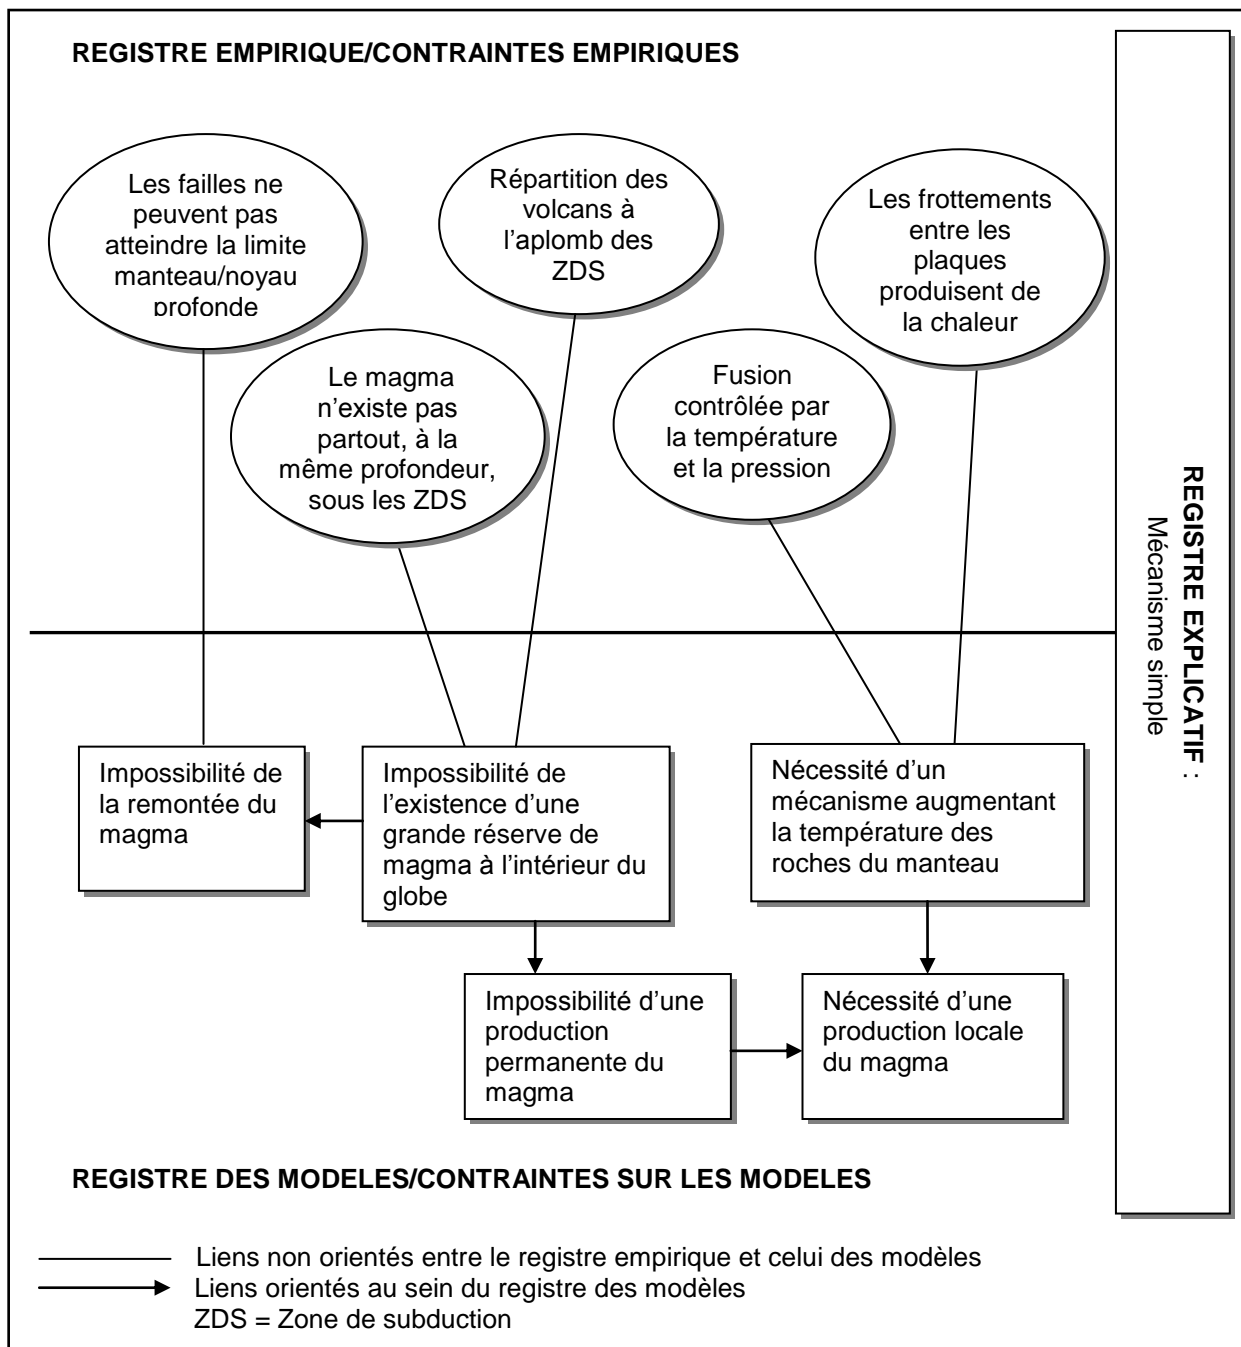 REGISTRE EMPIRIQUE/CONTRAINTES EMPIRIQUES
Les failles ne
peuvent pas
atteindre la limite
manteau/noyau
profonde
Répartition des
volcans à
l'aplomb des
ZDS
Les frottements
entre les
plaques
produisent de
la chaleur
Le magma
n'existe pas
partout, à la
même profondeur,
sous les ZDS
Fusion
contrôlée par
la température
et la pression
REGISTRE EXPLICATIF :
Mécanisme simple
Impossibilité de
la remontée du
magma
Impossibilité de
l'existence d'une
grande réserve de
magma à l'intérieur du
globe
Nécessité d'un
mécanisme augmentant
la température des
roches du manteau
Impossibilité d'une
production
permanente du
magma
Nécessité d'une
production locale
du magma
REGISTRE DES MODELES/CONTRAINTES SUR LES MODELES
Liens non orientés entre le registre empirique et celui des modèles
Liens orientés au sein du registre des modèles
ZDS = Zone de subduction